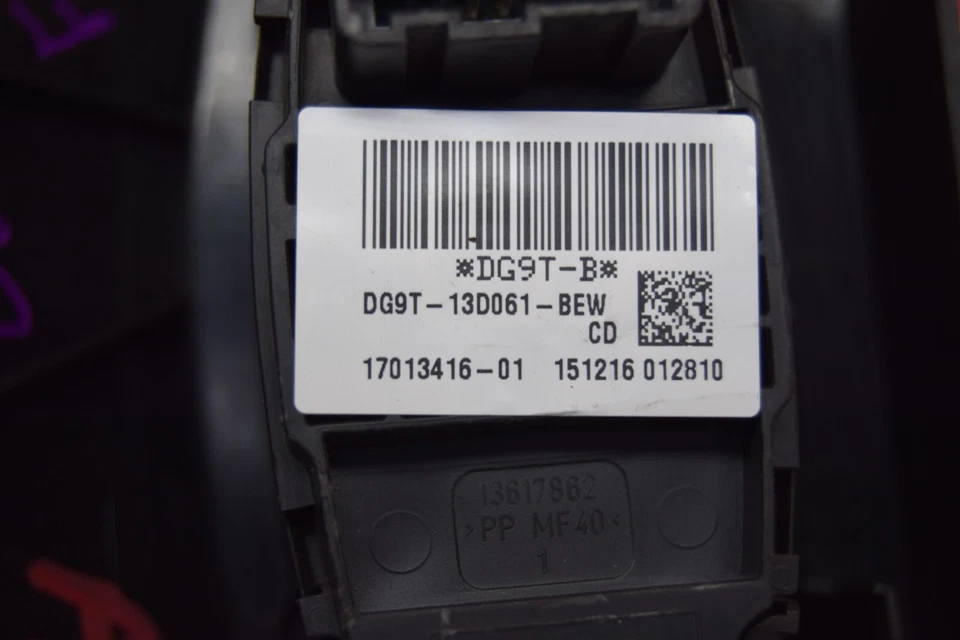 *DG9T-B*
DG9T-13D061-BEW
CD
17013416-01 151216 012810
13617862
>PP MF40<
1